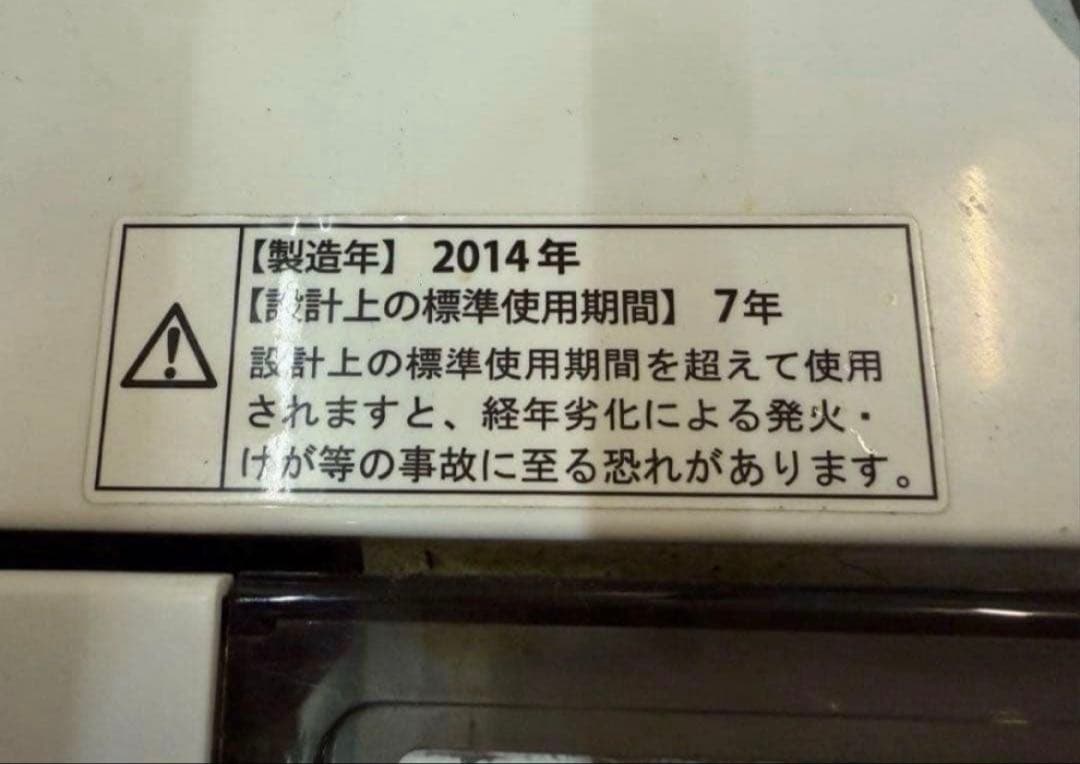 【製造年】 2014年
【設計上の標準使用期間】 7年
設計上の標準使用期間を超えて使用
されますと、経年劣化による発火・
けが等の事故に至る恐れがあります。